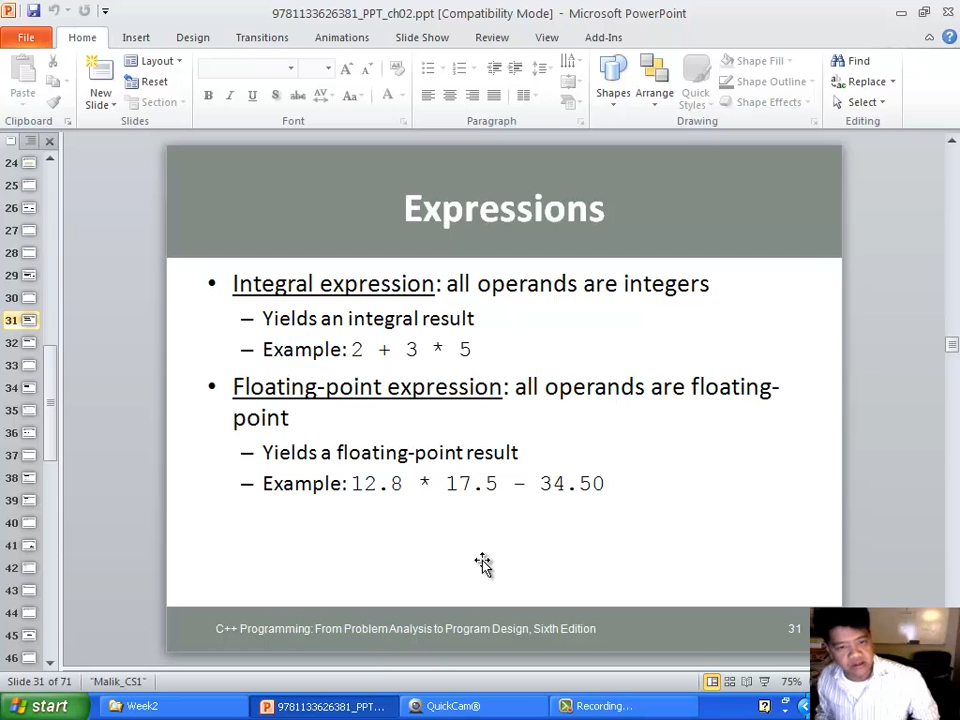 9781133626381_PPT_ch02.ppt [Compatibility Mode] - Microsoft PowerPoint
File Home Insert Design Transitions Animations Slide Show Review View Add-Ins
Paste
New Slide
Layout
Reset
Section
B I U S abc AV Aa A
Shapes
Arrange
Quick Styles
Shape Fill
Shape Outline
Shape Effects
Find
Replace
Select
Clipboard Slides Font Paragraph Drawing Editing
24
25
26
27
28
29
30
31
32
33
34
35
36
37
38
39
40
41
42
43
44
45
46
Expressions
• Integral expression: all operands are integers
– Yields an integral result
– Example: 2 + 3 * 5
• Floating-point expression: all operands are floating-
point
– Yields a floating-point result
– Example: 12.8 * 17.5 – 34.50
C++ Programming: From Problem Analysis to Program Design, Sixth Edition 31
Slide 31 of 71 "Malik_CS1" 75%
start Week2 9781133626381_PPT... QuickCam® Recording...